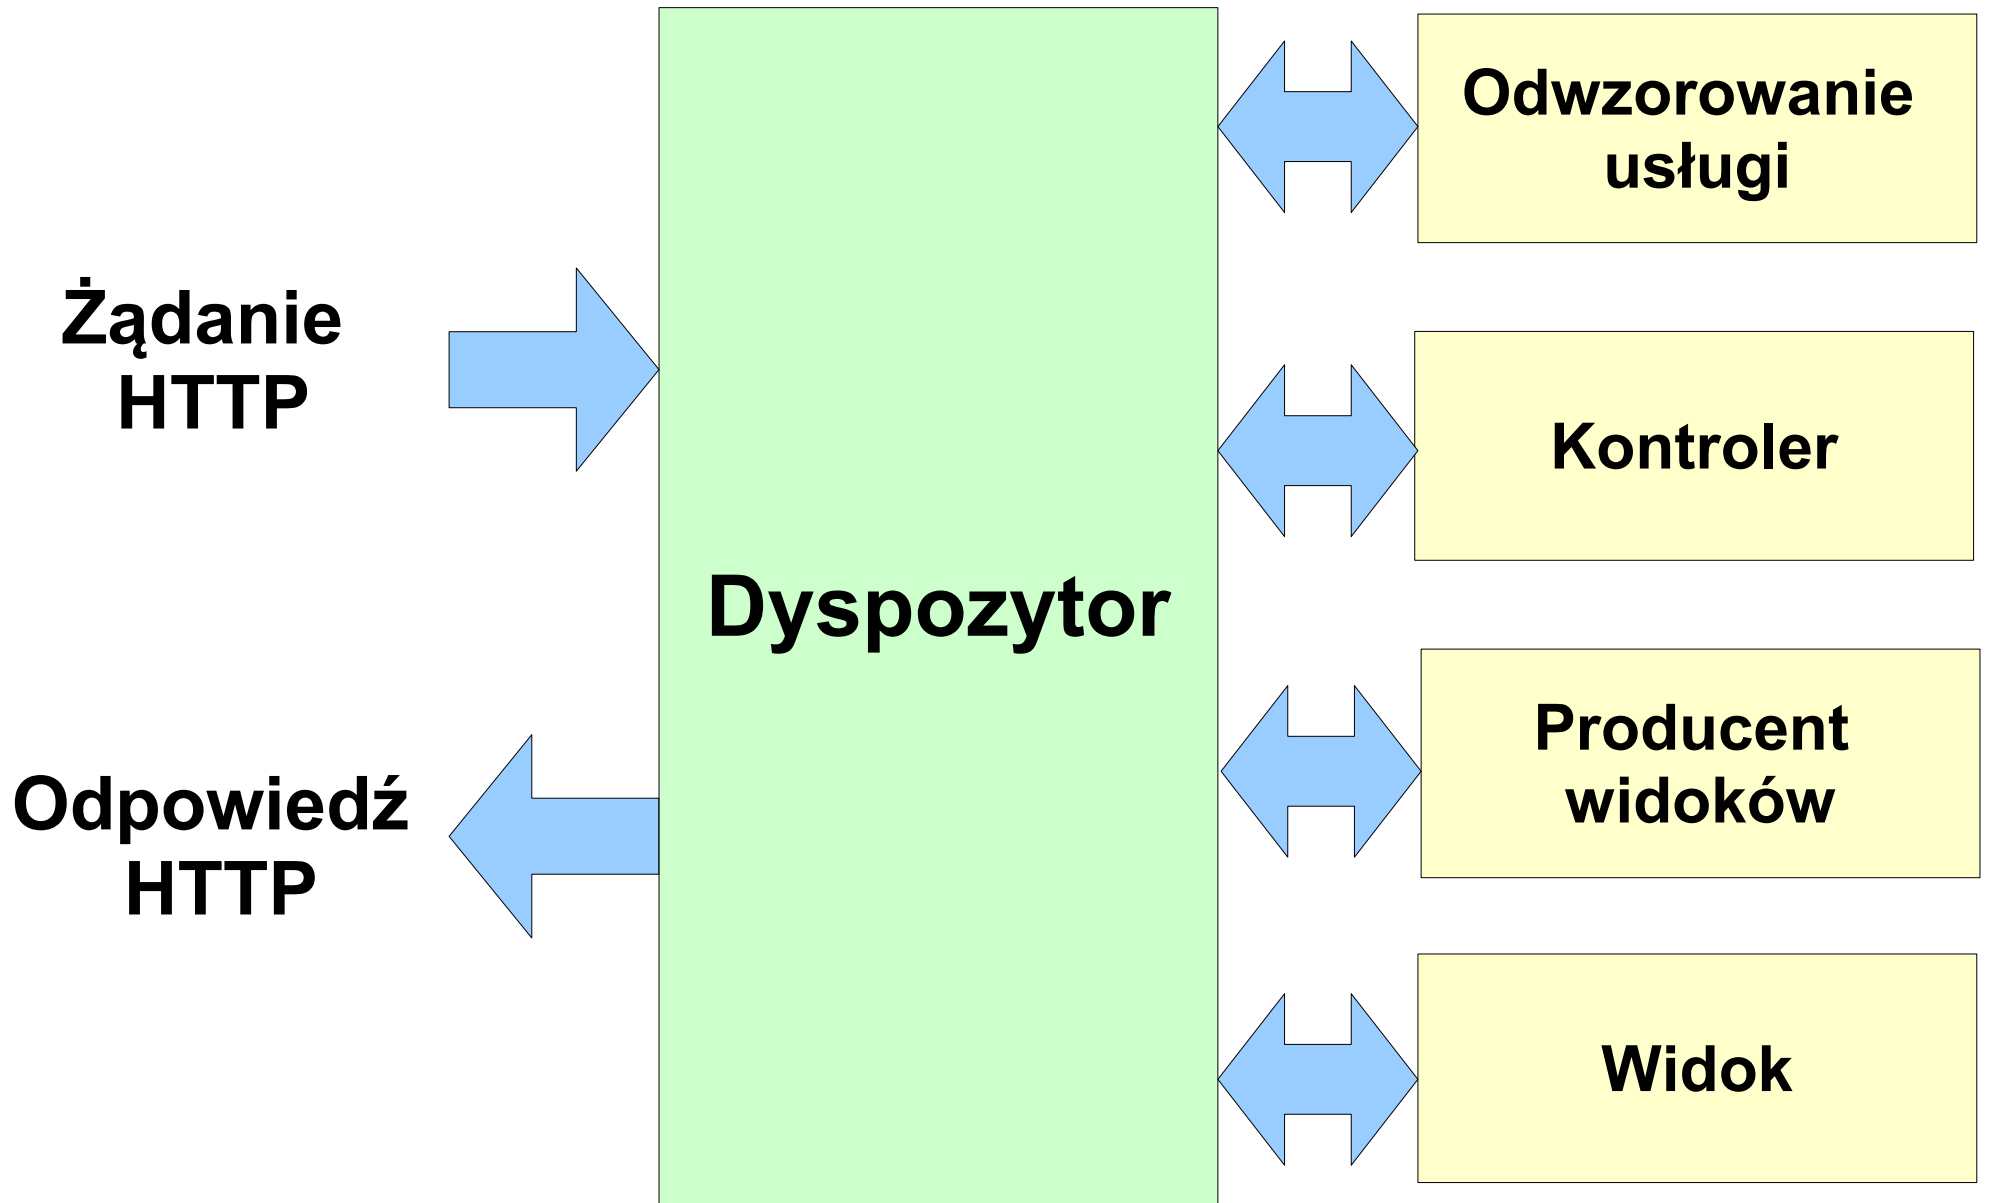 Żądanie
HTTP
Odpowiedź
HTTP
Dyspozytor
Odwzorowanie
usługi
Kontroler
Producent
widoków
Widok